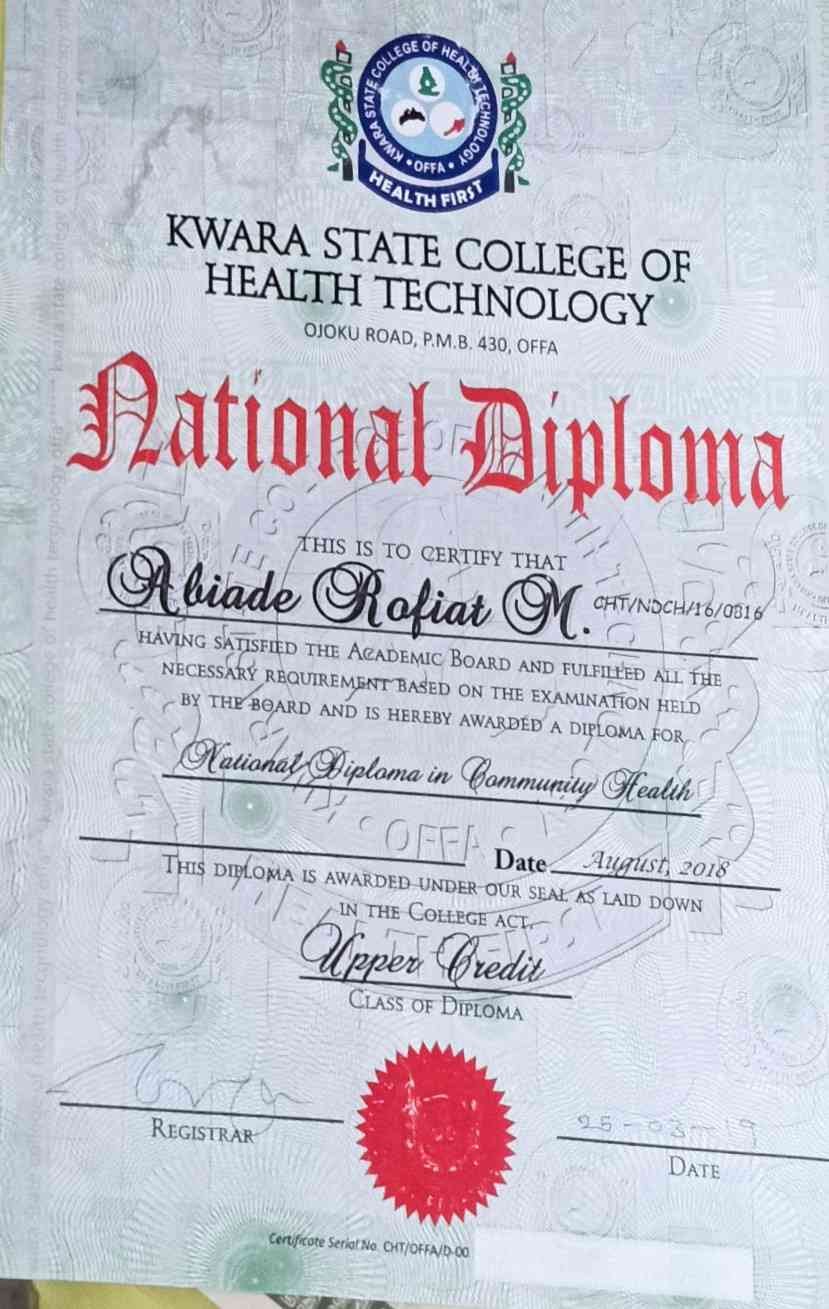 KWARA STATE COLLEGE OF HEALTH TECHNOLOGY
• OFFA •
HEALTH FIRST
KWARA STATE COLLEGE OF
HEALTH TECHNOLOGY
OJOKU ROAD, P.M.B. 430, OFFA
National Diploma
THIS IS TO CERTIFY THAT
Abiade Rofiat M. CHT/NDCH/16/0816
HAVING SATISFIED THE ACADEMIC BOARD AND FULFILLED ALL THE
NECESSARY REQUIREMENT BASED ON THE EXAMINATION HELD
BY THE BOARD AND IS HEREBY AWARDED A DIPLOMA FOR
National Diploma in Community Health
Date August, 2018
THIS DIPLOMA IS AWARDED UNDER OUR SEAL AS LAID DOWN
IN THE COLLEGE ACT.
Upper Credit
CLASS OF DIPLOMA
25-03-19
REGISTRAR
DATE
Certificate Serial No. CHT/OFFA/D-00